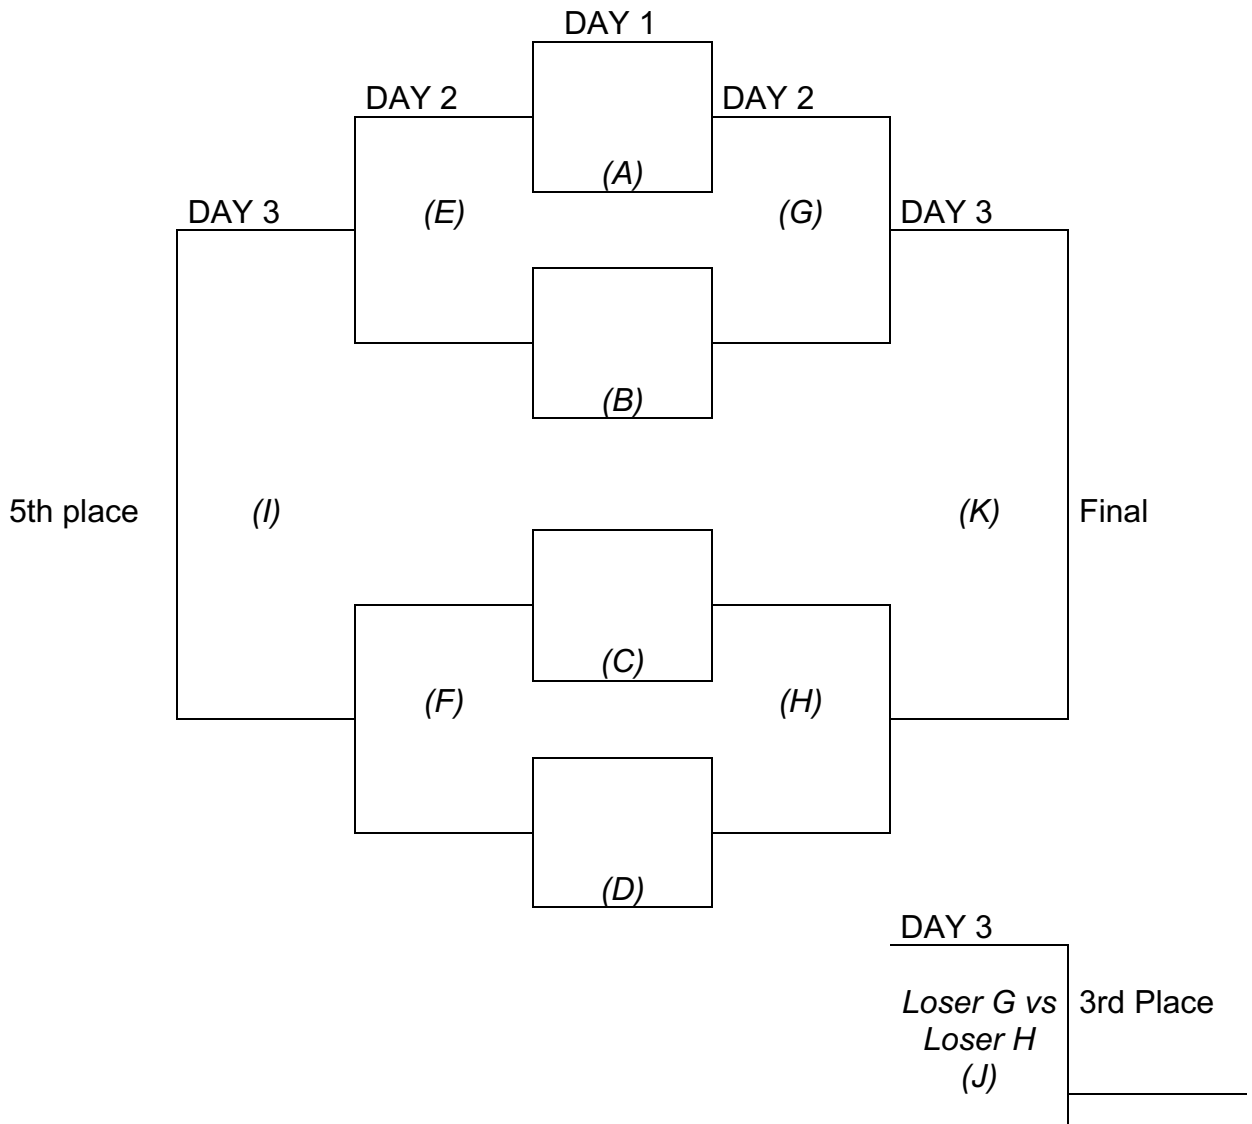 DAY 1
DAY 2
DAY 2
(A)
DAY 3
(E)
(G)
DAY 3
(B)
5th place
(I)
(K)
Final
(C)
(F)
(H)
(D)
DAY 3
Loser G vs
Loser H
(J)
3rd Place